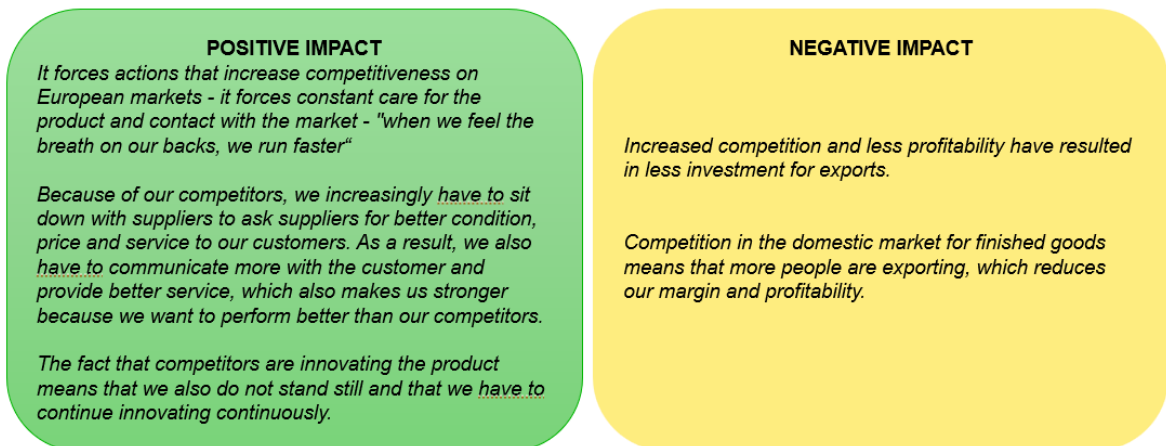 POSITIVE IMPACT
It forces actions that increase competitiveness on
European markets - it forces constant care for the
product and contact with the market - "when we feel the
breath on our backs, we run faster“
Because of our competitors, we increasingly have to sit
down with suppliers to ask suppliers for better condition,
price and service to our customers. As a result, we also
have to communicate more with the customer and
provide better service, which also makes us stronger
because we want to perform better than our competitors.
The fact that competitors are innovating the product
means that we also do not stand still and that we have to
continue innovating continuously.
NEGATIVE IMPACT
Increased competition and less profitability have resulted
in less investment for exports.
Competition in the domestic market for finished goods
means that more people are exporting, which reduces
our margin and profitability.